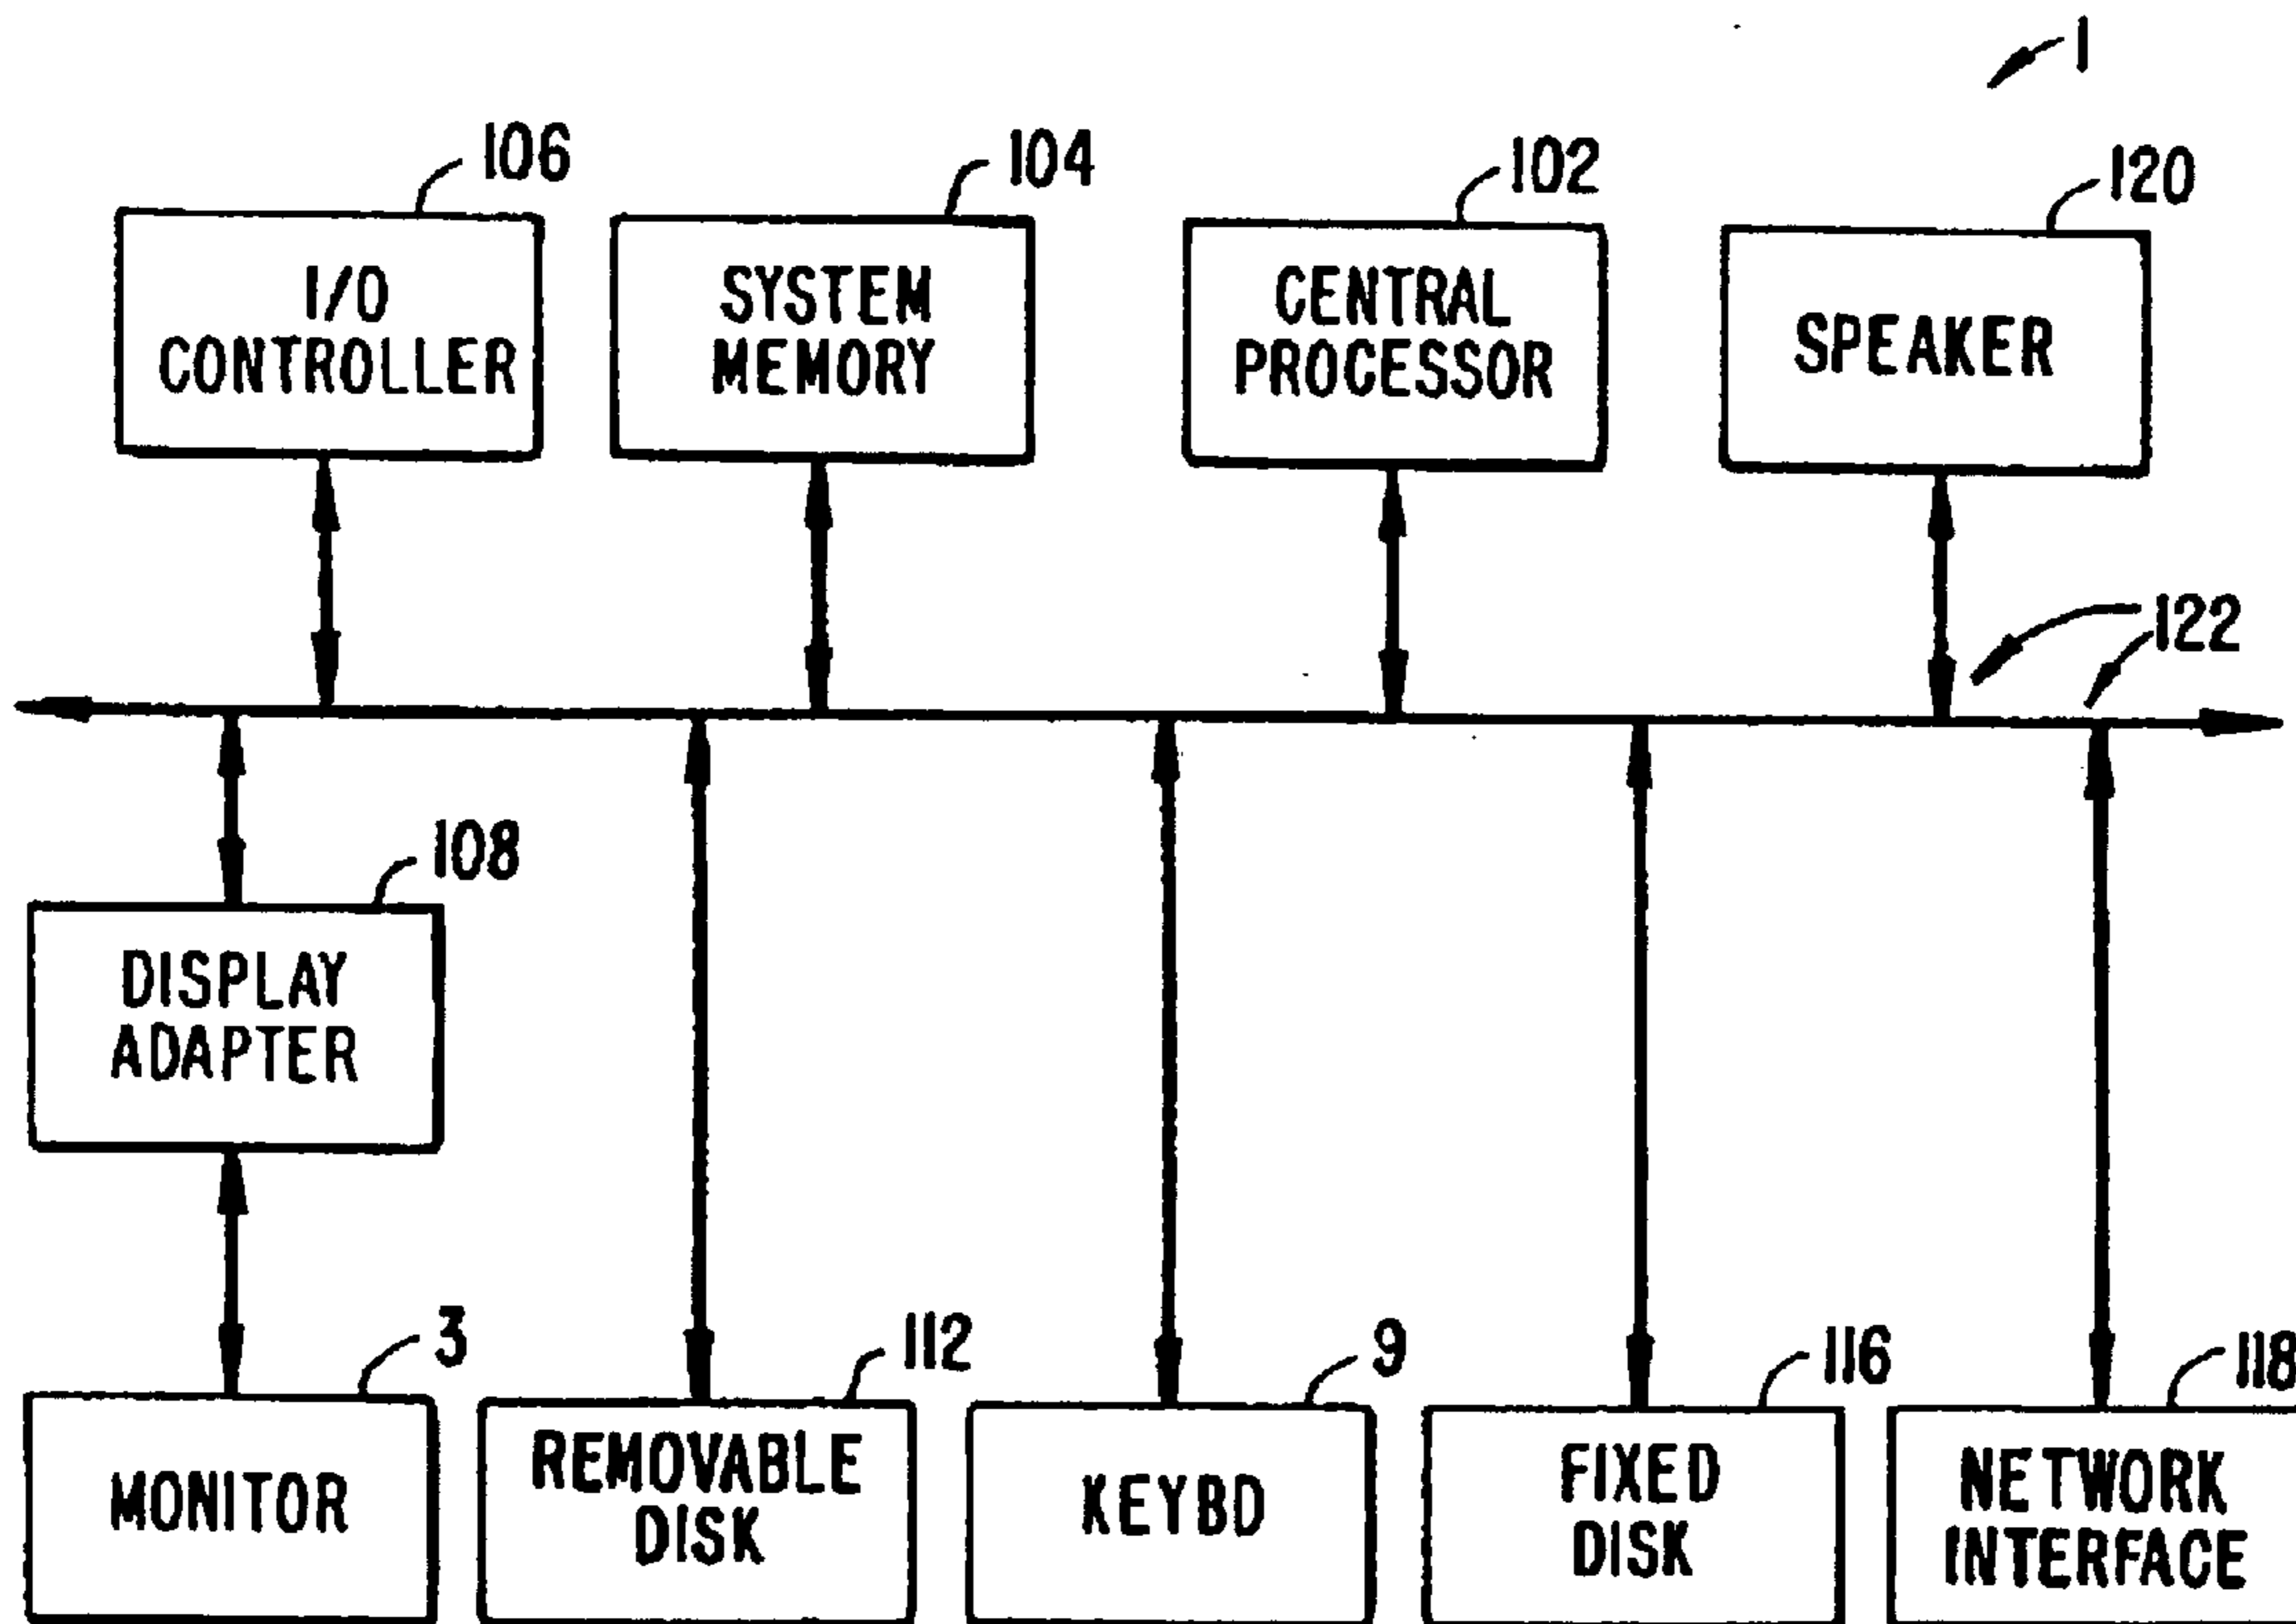 1
106
104
102
120
I/O
CONTROLLER
SYSTEM
MEMORY
CENTRAL
PROCESSOR
SPEAKER
122
108
DISPLAY
ADAPTER
3
112
9
116
118
MONITOR
REMOVABLE
DISK
KEYBD
FIXED
DISK
NETWORK
INTERFACE